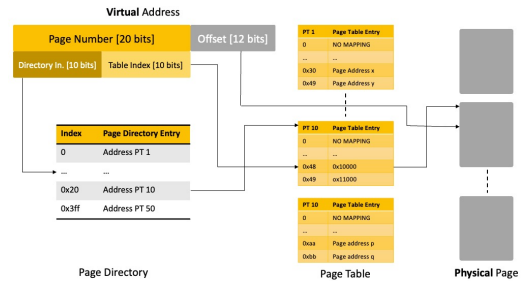 Virtual Address
Page Number [20 bits]
Offset [12 bits]
Directory In. [10 bits]
Table Index [10 bits]
Index Page Directory Entry
0 Address PT 1
... ...
0x20 Address PT 10
0x3ff Address PT 50
Page Directory
PT 1 Page Table Entry
0 NO MAPPING
... ...
0x30 Page Address x
0x49 Page Address y
PT 10 Page Table Entry
0 NO MAPPING
... ...
0x48 0x10000
0x49 ox11000
PT 10 Page Table Entry
0 NO MAPPING
... ...
0xaa Page address p
0xbb Page address q
Page Table
Physical Page